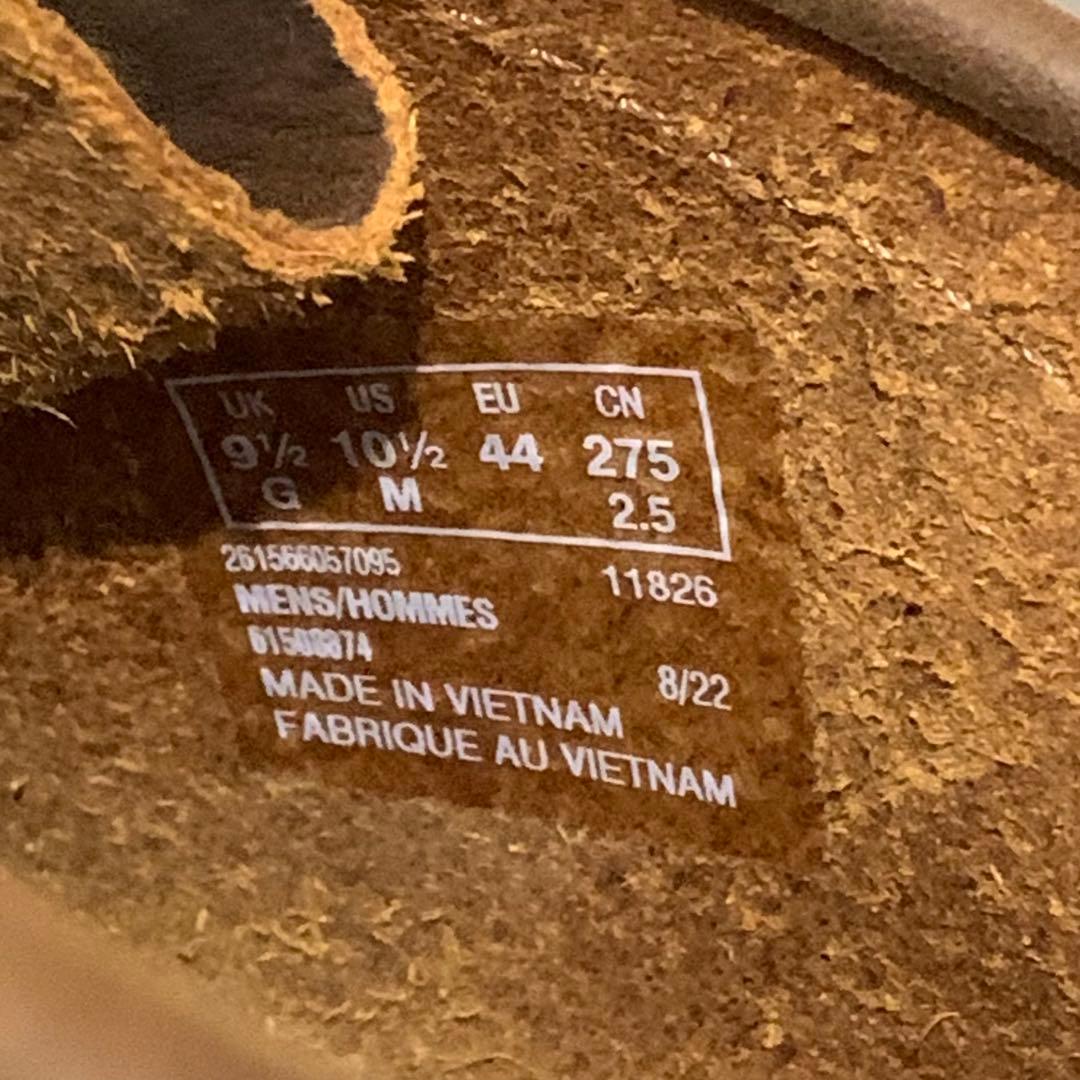 UK US EU CN
9½ 10½ 44 275
G M 2.5
261566057095 11826
MENS/HOMMES
8/22
MADE IN VIETNAM
FABRIQUE AU VIETNAM